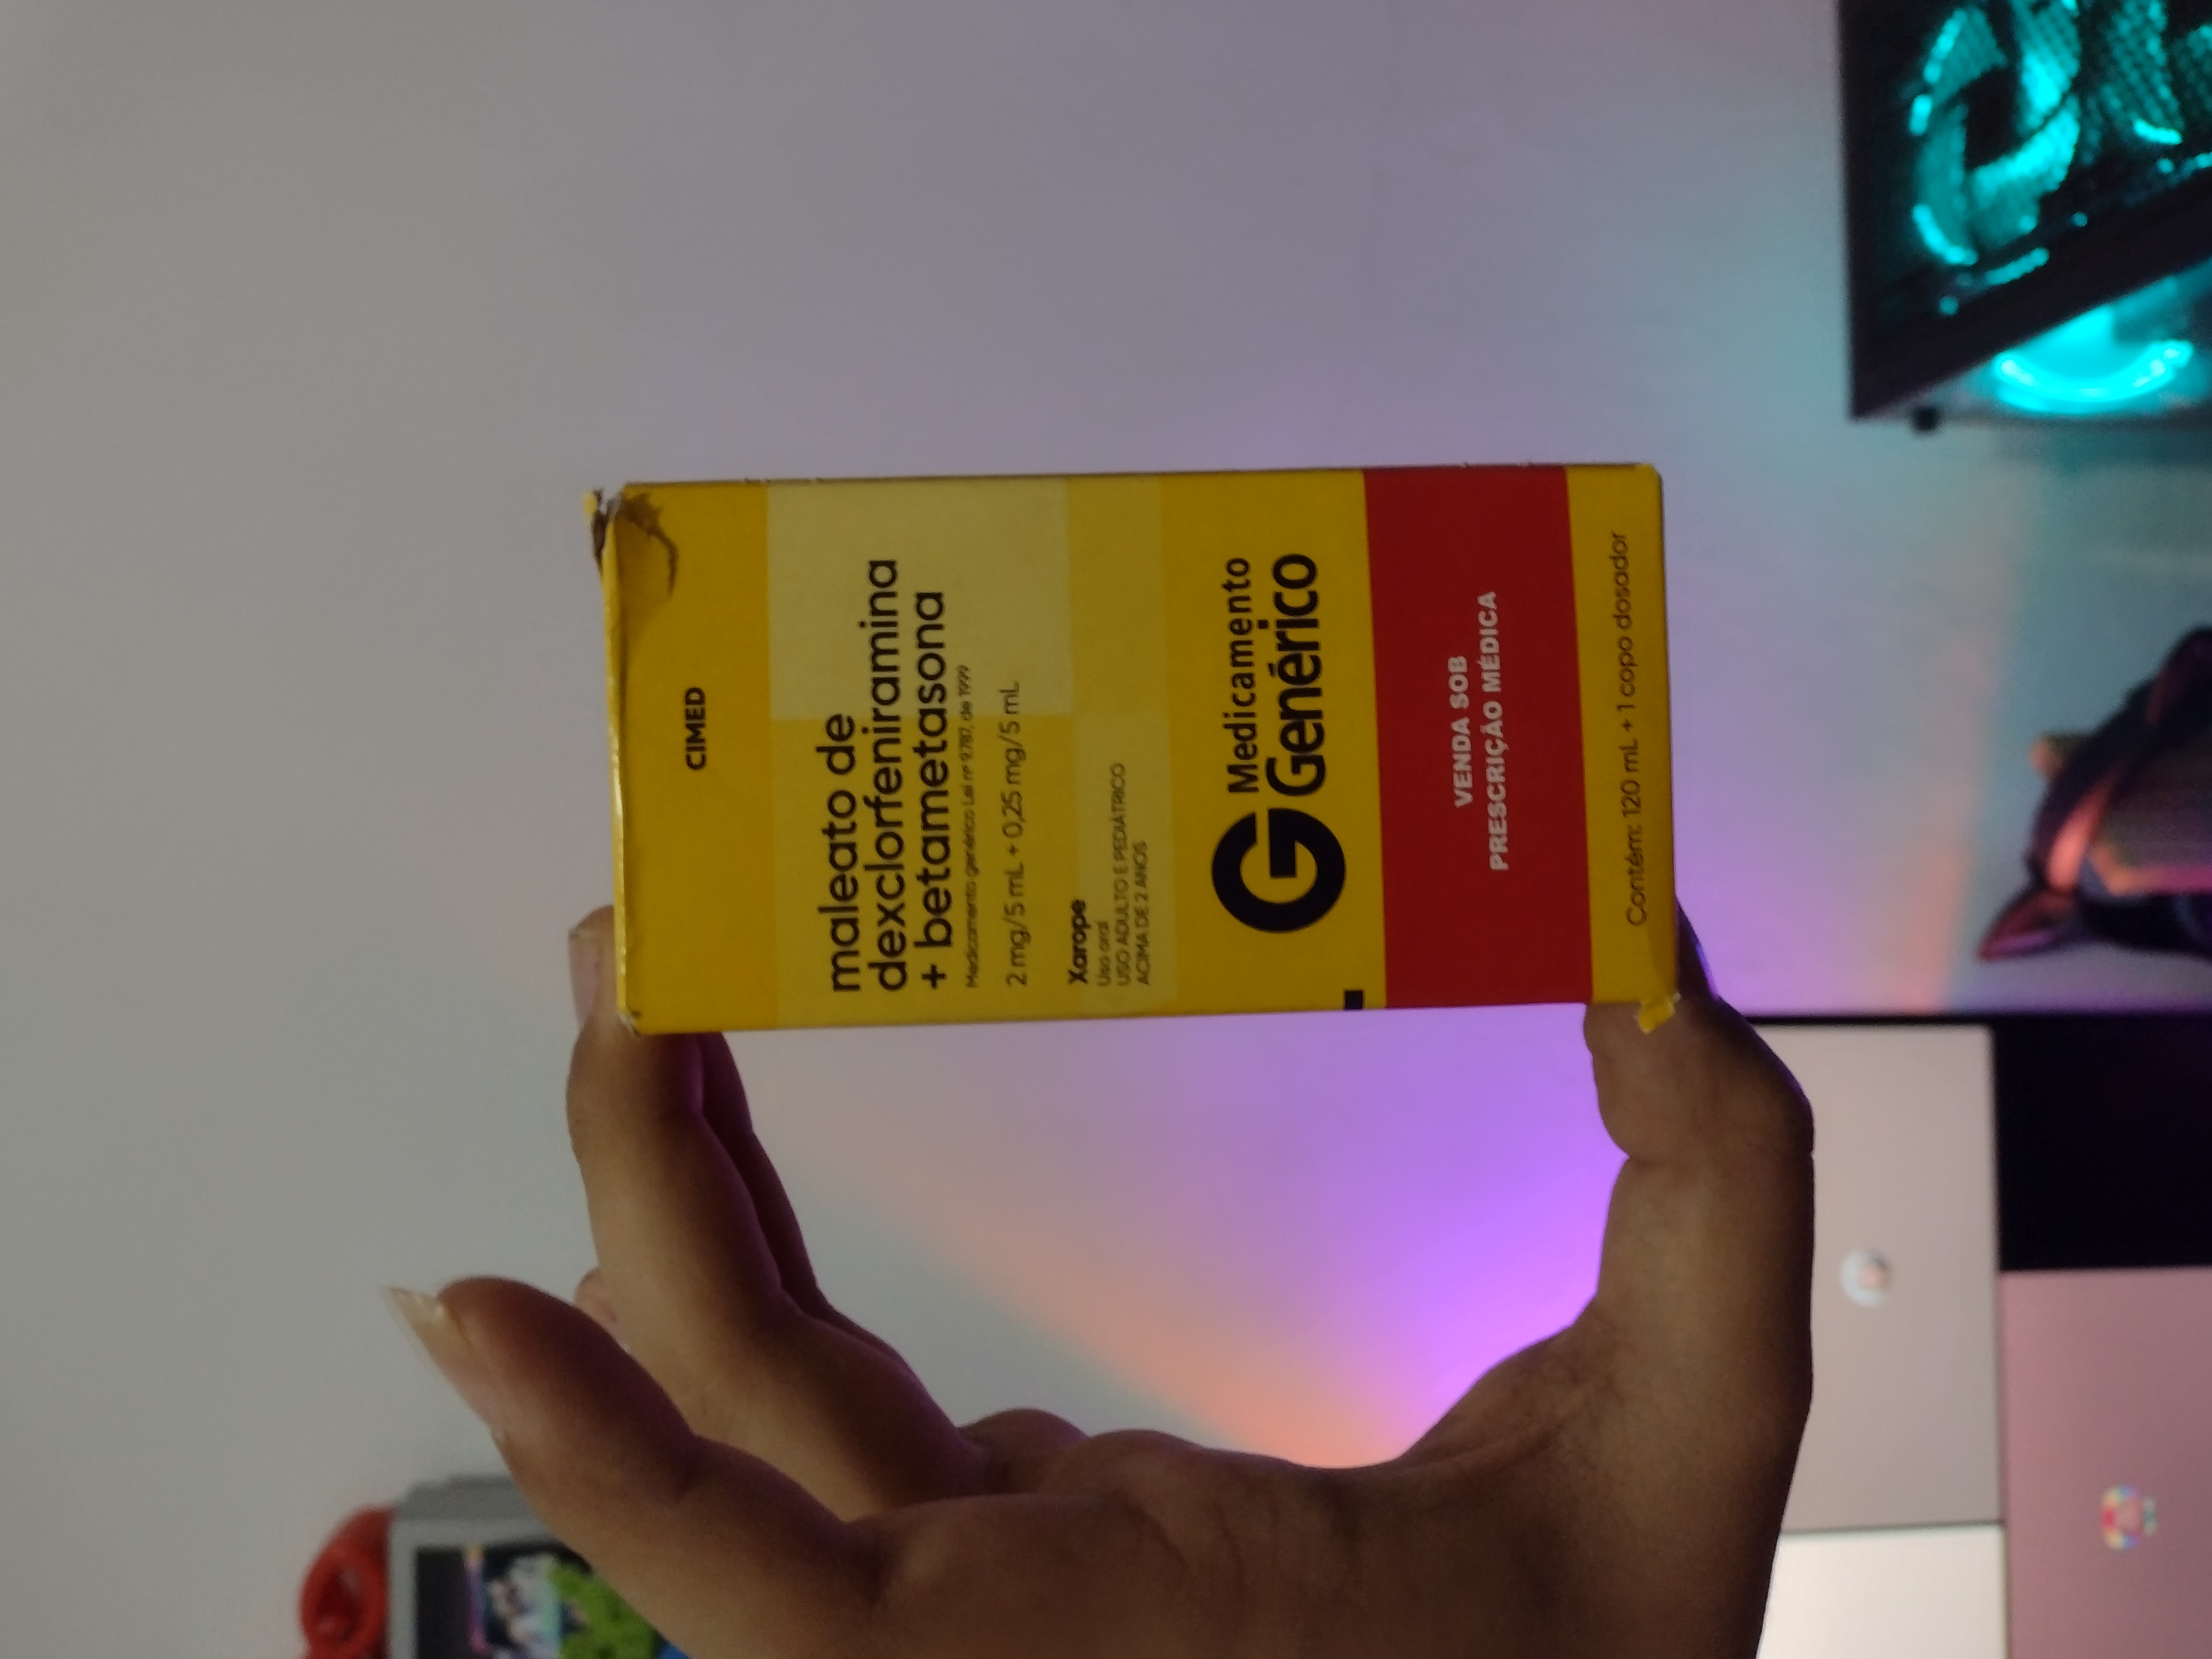 CIMED
maleato de
dexclorfeniramina
+ betametasona
Medicamento genérico Lei nº 9.787, de 1999
2 mg/5 mL + 0,25 mg/5 mL
Xarope
Uso oral
USO ADULTO E PEDIÁTRICO
ACIMA DE 2 ANOS
G Medicamento
Genérico
VENDA SOB
PRESCRIÇÃO MÉDICA
Contém: 120 mL + 1 copo dosador